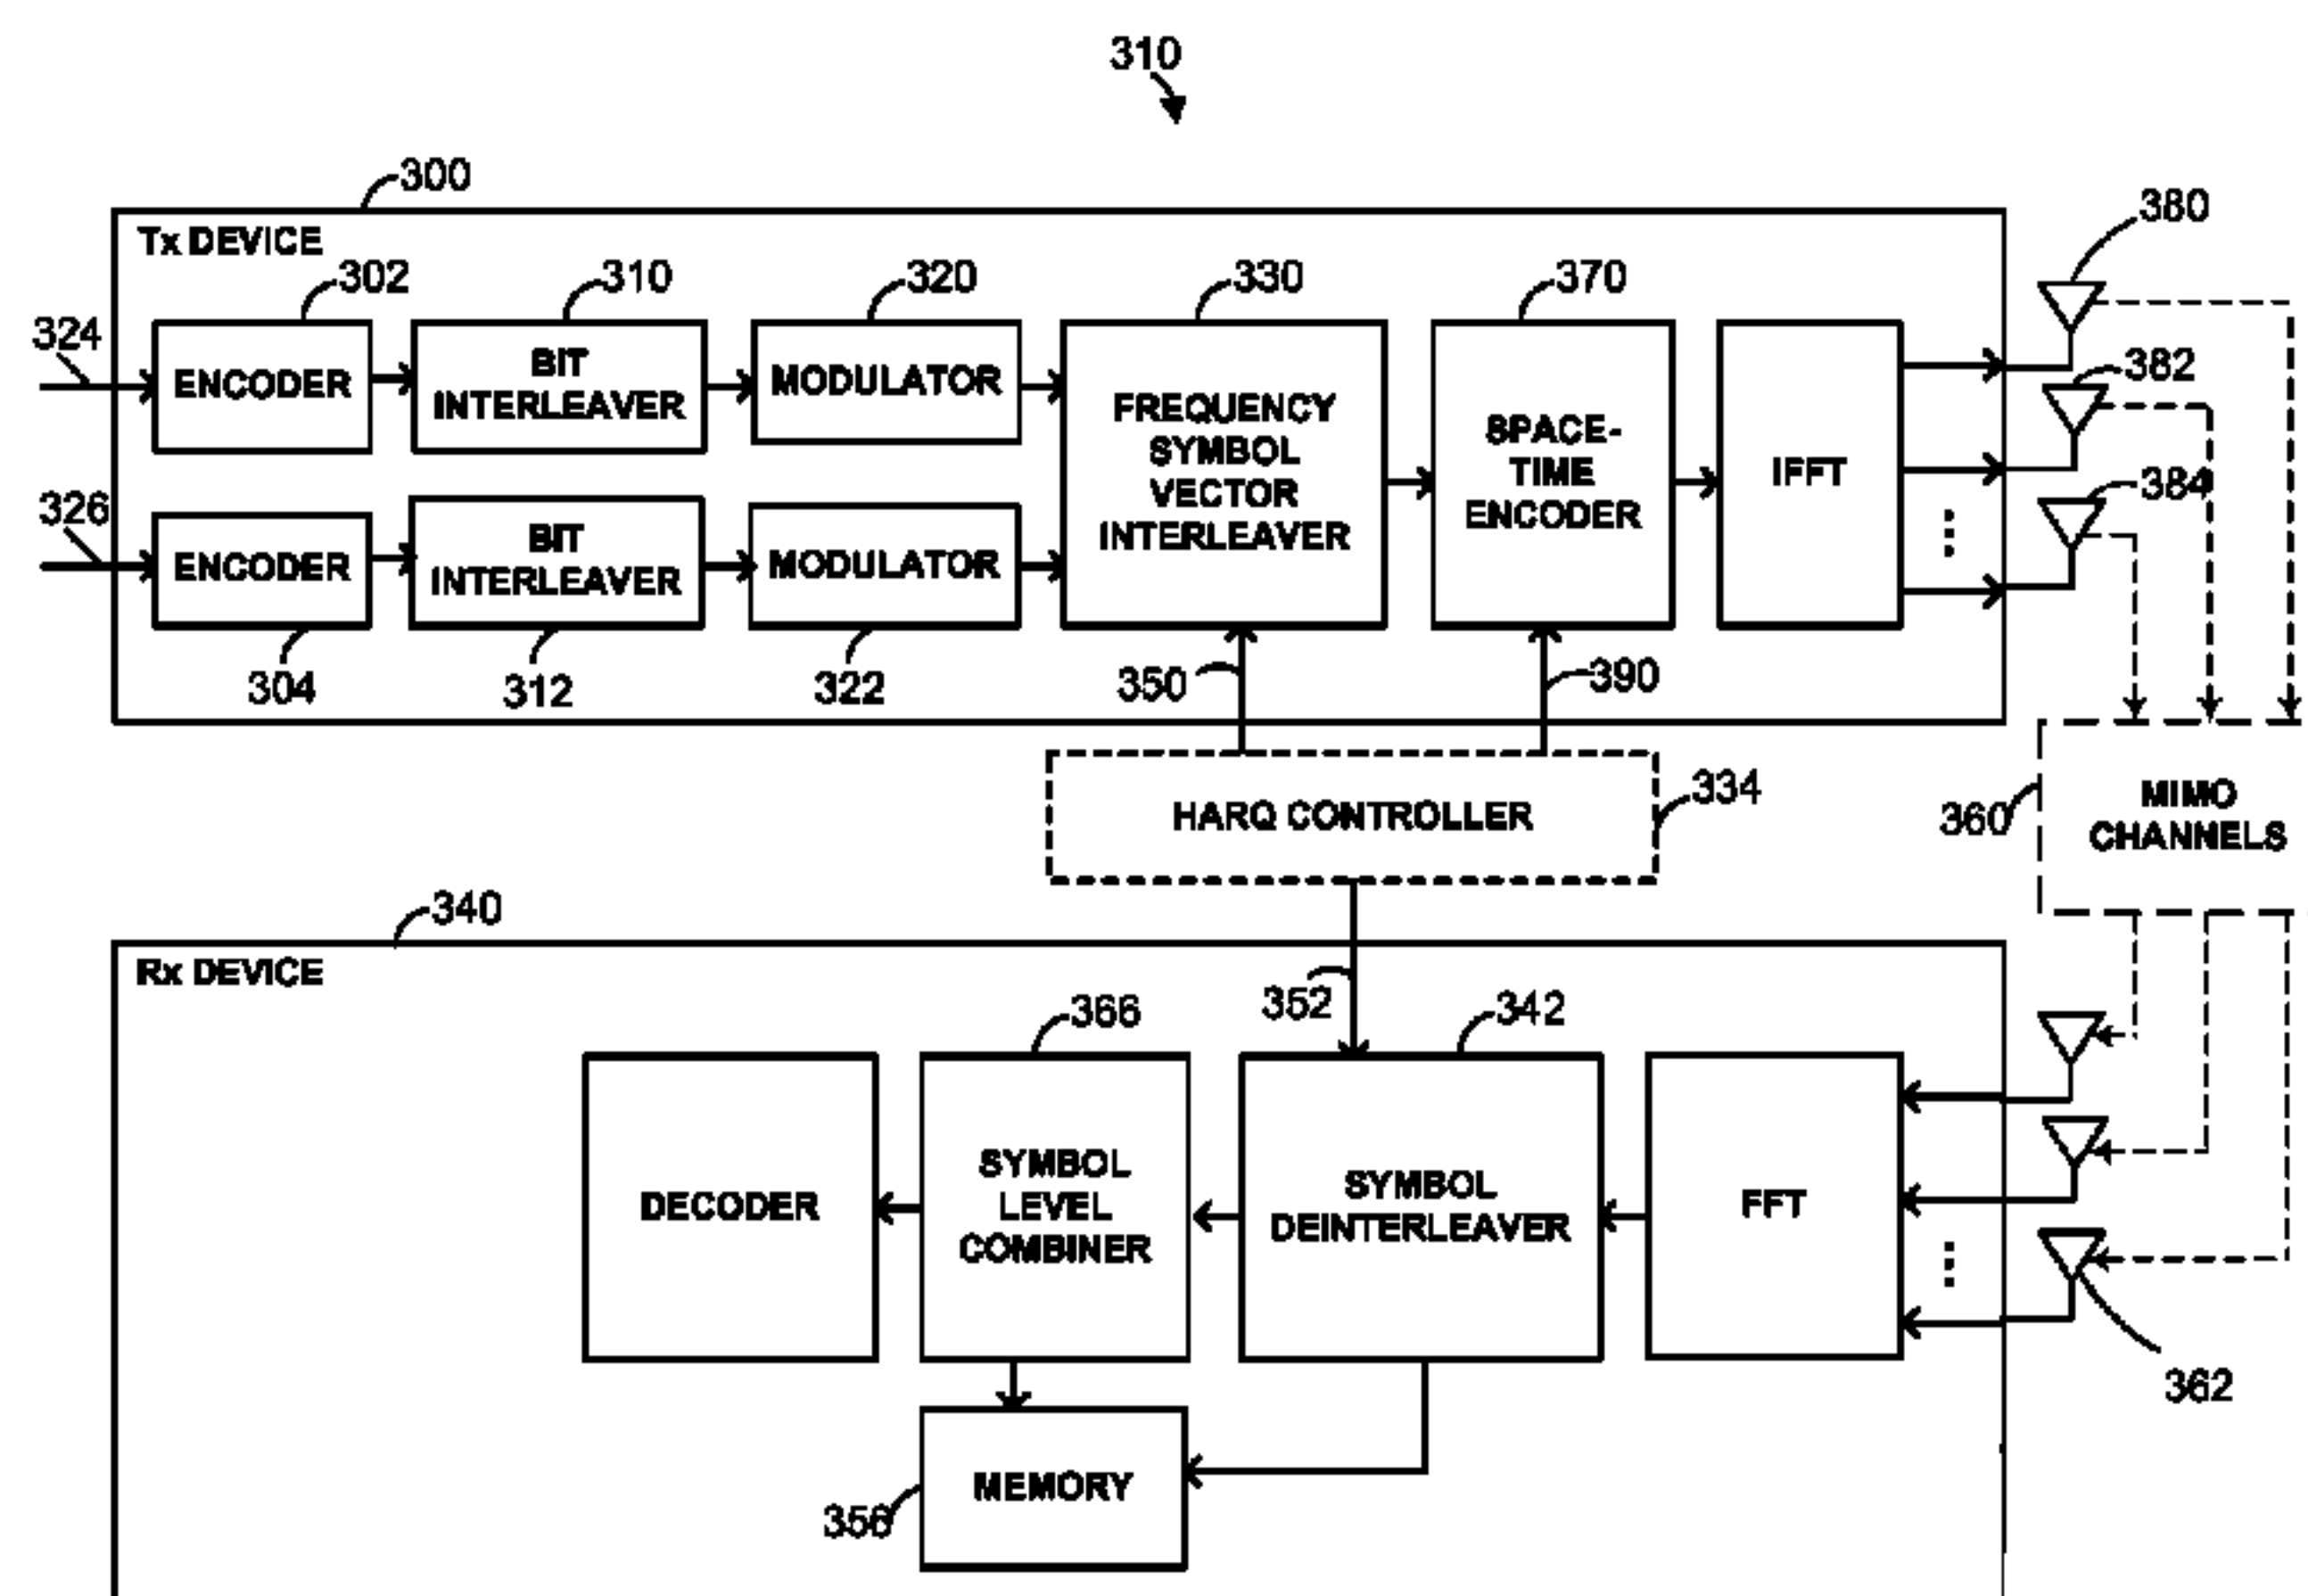 310
300
Tx DEVICE
380
302
310
320
330
370
324
ENCODER
BIT
INTERLEAVER
MODULATOR
FREQUENCY
SYMBOL
VECTOR
INTERLEAVER
SPACE-
TIME
ENCODER
IFFT
382
384
326
ENCODER
BIT
INTERLEAVER
MODULATOR
304
312
322
350
390
HARQ CONTROLLER
334
360
MIMO
CHANNELS
340
Rx DEVICE
352
366
342
DECODER
SYMBOL
LEVEL
COMBINER
SYMBOL
DEINTERLEAVER
FFT
362
MEMORY